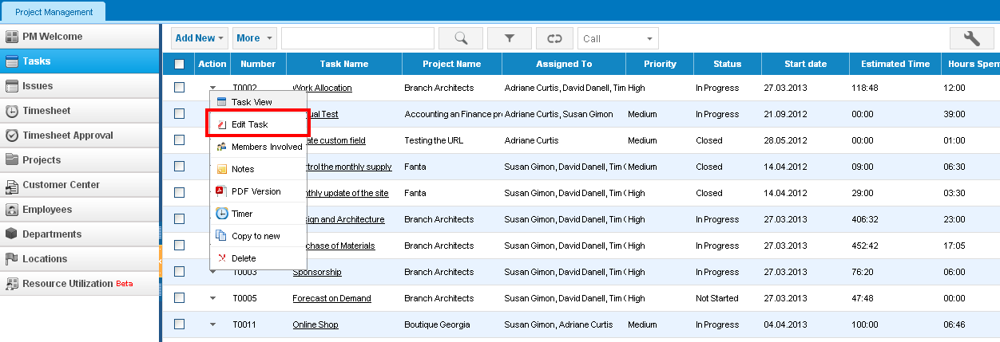 Project Management
PM Welcome
Tasks
Issues
Timesheet
Timesheet Approval
Projects
Customer Center
Employees
Departments
Locations
Resource Utilization Beta
Add New More Call
Action Number Task Name Project Name Assigned To Priority Status Start date Estimated Time Hours Spen
T0002 Work Allocation Branch Architects Adriane Curtis, David Danell, Tim High In Progress 27.03.2013 118:48 12:00
ual Test Accounting an Finance pr Adriane Curtis, Susan Gimon Medium In Progress 21.09.2012 00:00 39:00
ate custom field Testing the URL Adriane Curtis Medium Closed 28.05.2012 00:00 01:00
trol the monthly supply Fanta Susan Gimon, David Danell, Tim ( Medium Closed 14.04.2012 09:00 06:30
nthly update of the site Fanta Susan Gimon, David Danell, Tim ( Medium Closed 14.04.2012 29:00 03:30
sign and Architecture Branch Architects Susan Gimon, David Danell, Tim ( High In Progress 27.03.2013 406:32 23:00
chase of Materials Branch Architects Susan Gimon, David Danell, Tim ( High In Progress 27.03.2013 452:42 17:05
T0003 Sponsorship Branch Architects Susan Gimon, David Danell, Tim ( High In Progress 27.03.2013 76:20 06:00
T0005 Forecast on Demand Branch Architects Susan Gimon, David Danell, Tim ( High Not Started 27.03.2013 47:48 00:00
T0011 Online Shop Boutique Georgia Susan Gimon, Adriane Curtis Medium In Progress 04.04.2013 100:00 06:46
Task View
Edit Task
Members Involved
Notes
PDF Version
Timer
Copy to new
Delete